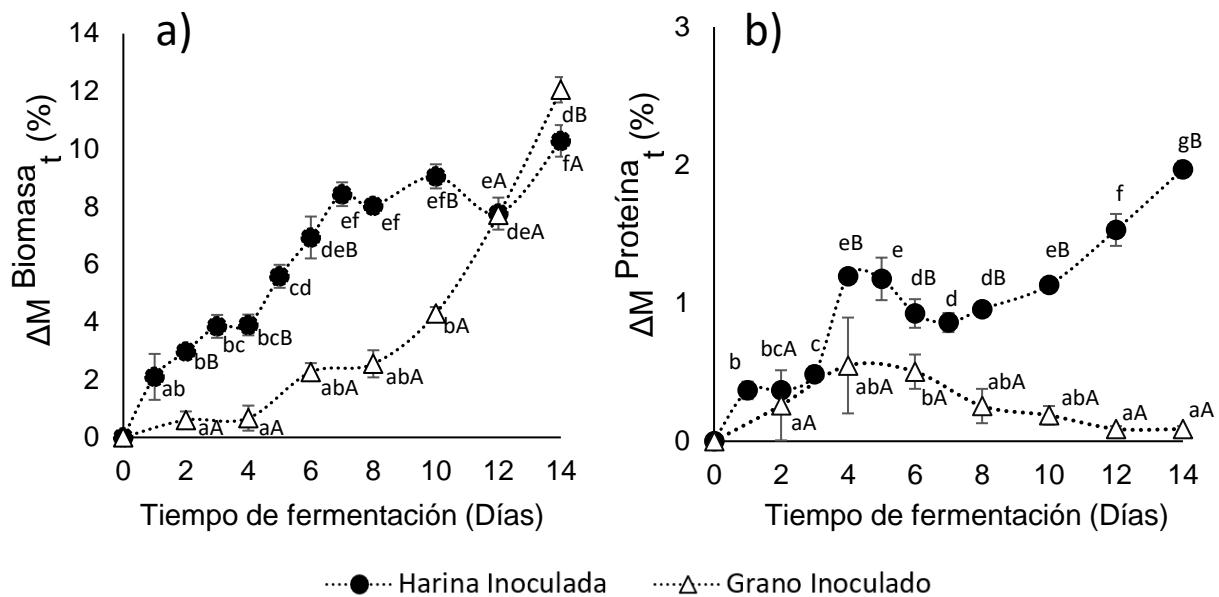 a)
ΔM Biomasa t (%)
14
12
10
8
6
4
2
0
ab
bB
bc
bcB
cd
deB
ef
ef
efB
eA
fA
aA
aA
abA
abA
bA
deA
dB
0 2 4 6 8 10 12 14
Tiempo de fermentación (Días)
b)
ΔM Proteína t (%)
3
2
1
0
b
bcA
c
eB
e
dB
d
dB
eB
f
gB
aA
abA
bA
abA
abA
aA
aA
0 2 4 6 8 10 12 14
Tiempo de fermentación (Días)
Harina Inoculada
Grano Inoculado